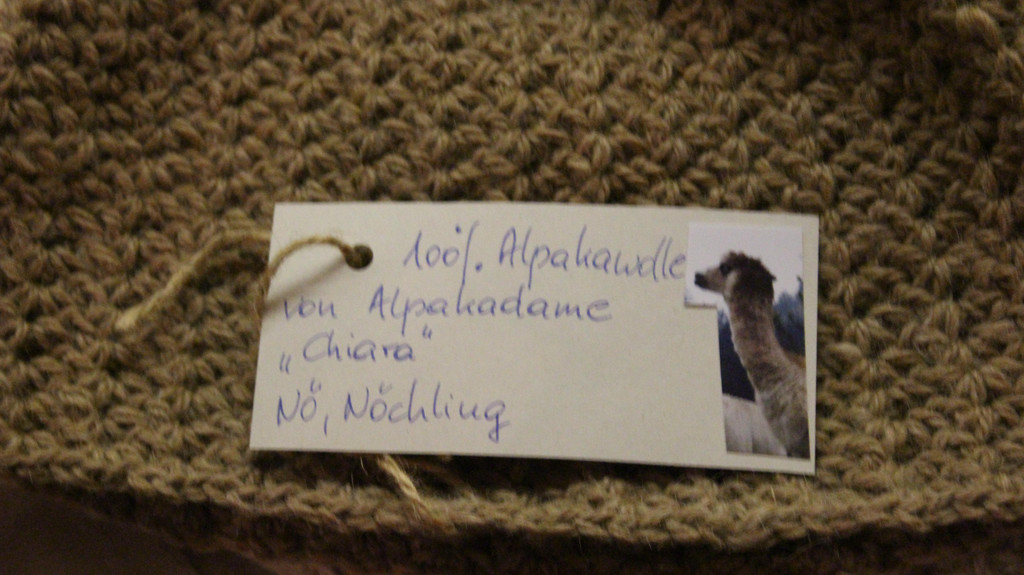 100% Alpakawolle
von Alpakadame
„Chiara"
NÖ, Nöchling